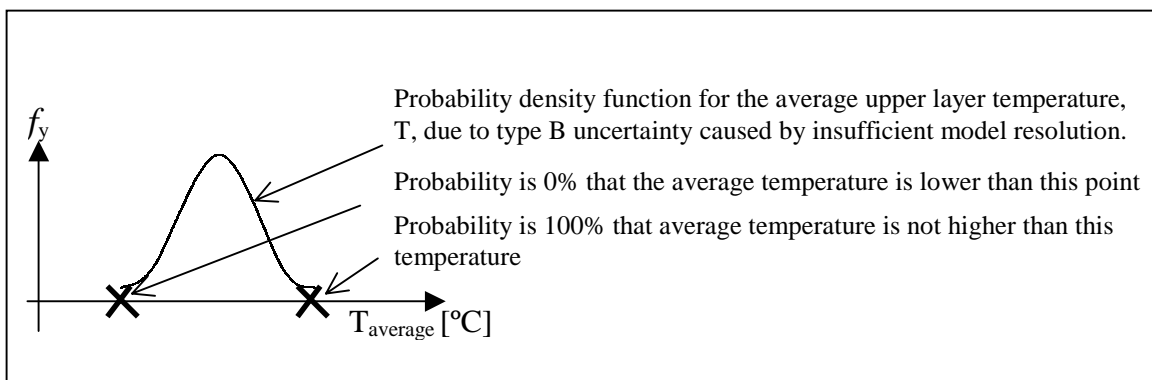 Probability density function for the average upper layer temperature,
T, due to type B uncertainty caused by insufficient model resolution.
fy
Probability is 0% that the average temperature is lower than this point
Probability is 100% that average temperature is not higher than this
temperature
Taverage [ºC]